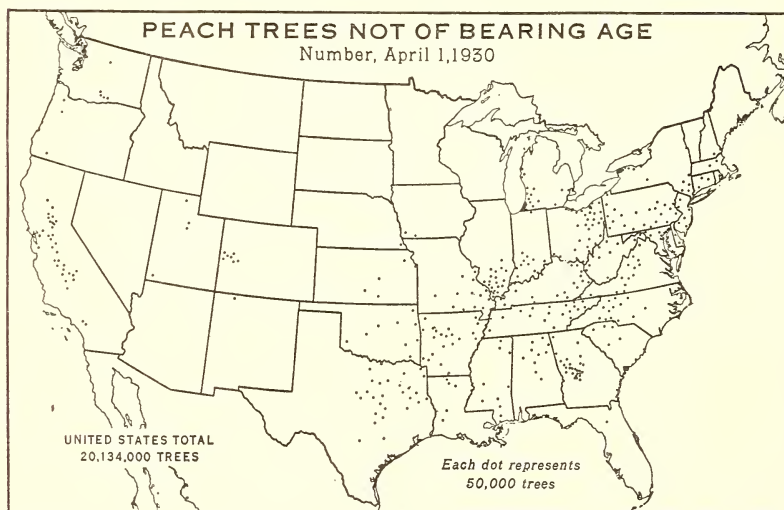 PEACH TREES NOT OF BEARING AGE
Number, April 1,1930
UNITED STATES TOTAL
20,134,000 TREES
Each dot represents
50,000 trees